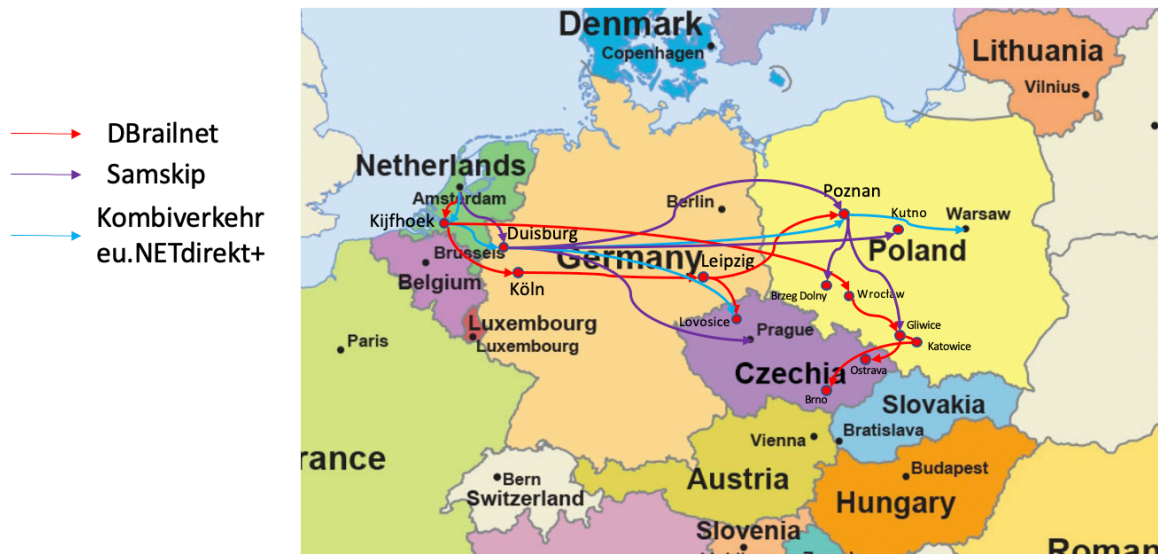 DBrailnet
Samskip
Kombiverkehr
eu.NETdirekt+
Denmark
Copenhagen
Lithuania
Vilnius
Netherlands
Amsterdam
Kijfhoek
Duisburg
Brussels
Belgium
Köln
Germany
Berlin
Leipzig
Poznan
Kutno
Warsaw
Poland
Brzeg Dolny
Wrocław
Gliwice
Katowice
Lovosice
Prague
Ostrava
Czechia
Brno
Luxembourg
Luxembourg
Paris
rance
Slovakia
Bratislava
Vienna
Austria
Budapest
Hungary
Bern
Switzerland
Slovenia
Roman